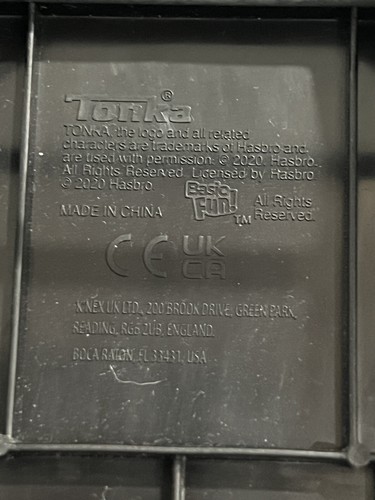 Tonka®
TONKA, the logo and all related
characters are trademarks of Hasbro and
are used with permission. © 2020. Hasbro.
All Rights Reserved. Licensed by Hasbro
© 2020 Hasbro Basic Fun!™ All Rights Reserved.
MADE IN CHINA
CE UK CA
K'NEX UK LTD., 200 BROOK DRIVE, GREEN PARK,
READING, RG2 6UB, ENGLAND.
BOCA RATON, FL 33431, USA